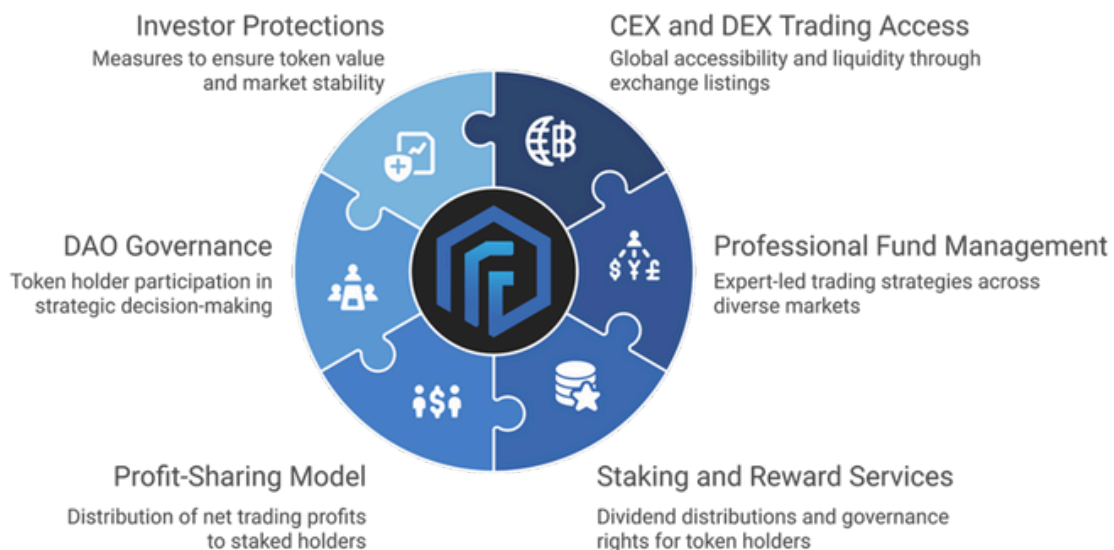 Investor Protections
Measures to ensure token value
and market stability
CEX and DEX Trading Access
Global accessibility and liquidity through
exchange listings
DAO Governance
Token holder participation in
strategic decision-making
Professional Fund Management
Expert-led trading strategies across
diverse markets
Profit-Sharing Model
Distribution of net trading profits
to staked holders
Staking and Reward Services
Dividend distributions and governance
rights for token holders